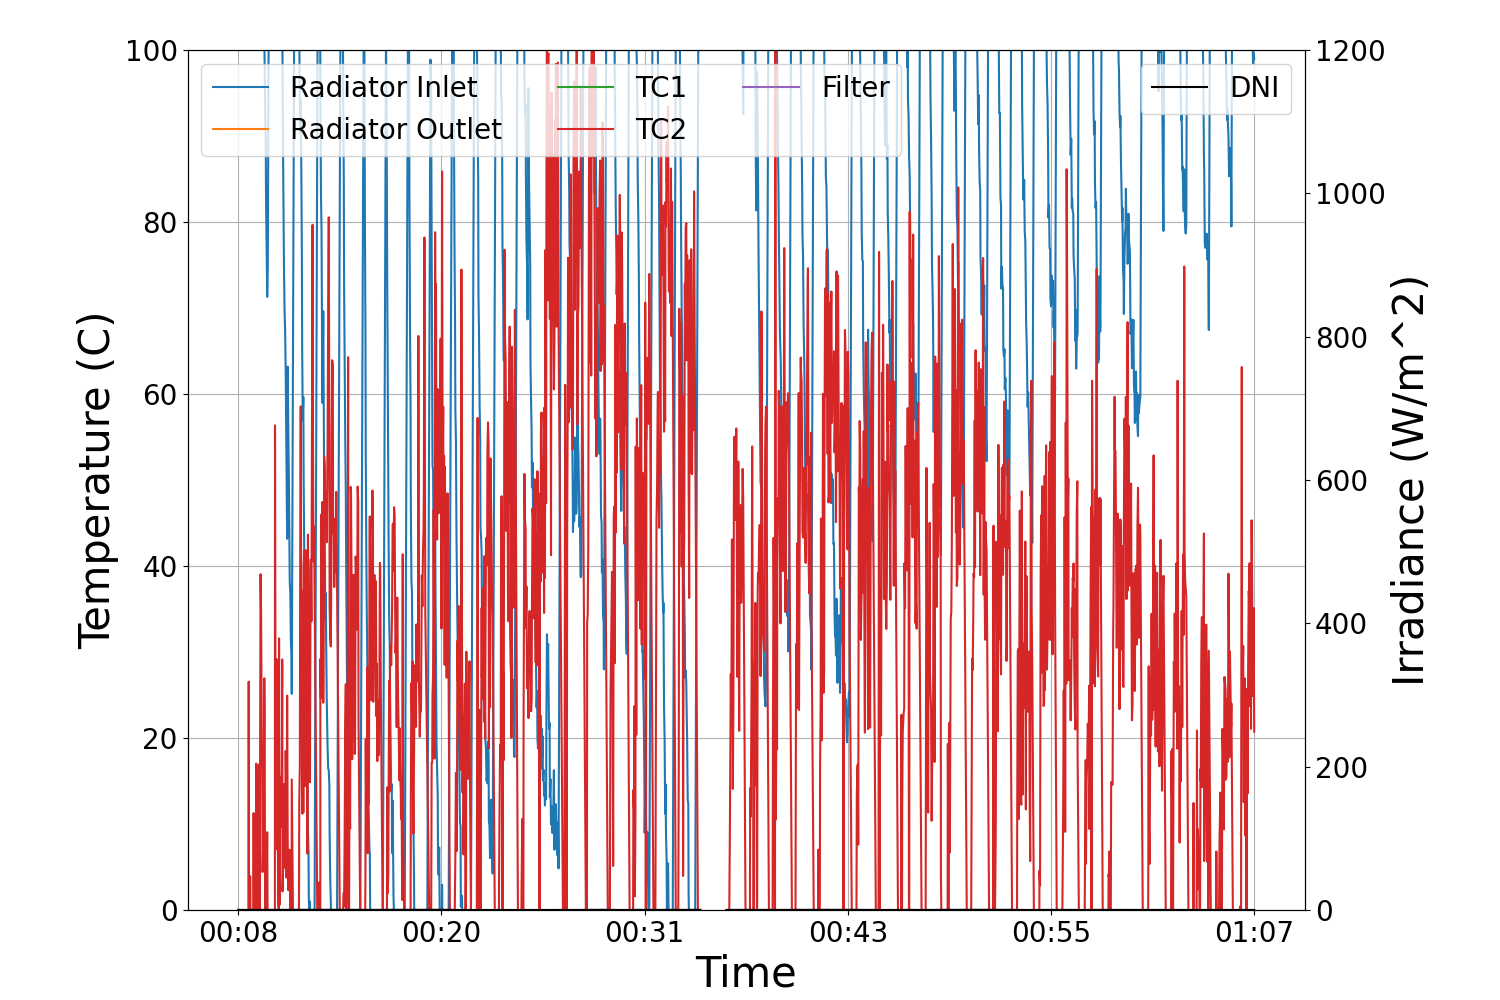 100
80
60
40
20
0
Temperature (C)
Radiator Inlet
Radiator Outlet
TC1
TC2
Filter
DNI
1200
1000
800
600
400
200
0
Irradiance (W/m^2)
00:08
00:20
00:31
00:43
00:55
01:07
Time